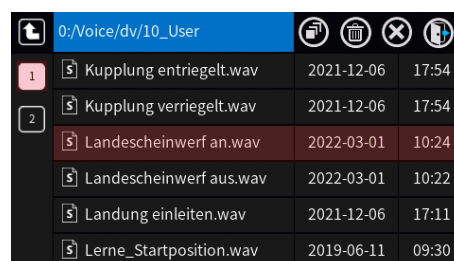 0:/Voice/dv/10_User
1 S Kupplung entriegelt.wav 2021-12-06 17:54
2 S Kupplung verriegelt.wav 2021-12-06 17:54
S Landescheinwerf an.wav 2022-03-01 10:24
S Landescheinwerf aus.wav 2022-03-01 10:22
S Landung einleiten.wav 2021-12-06 17:11
S Lerne_Startposition.wav 2019-06-11 09:30